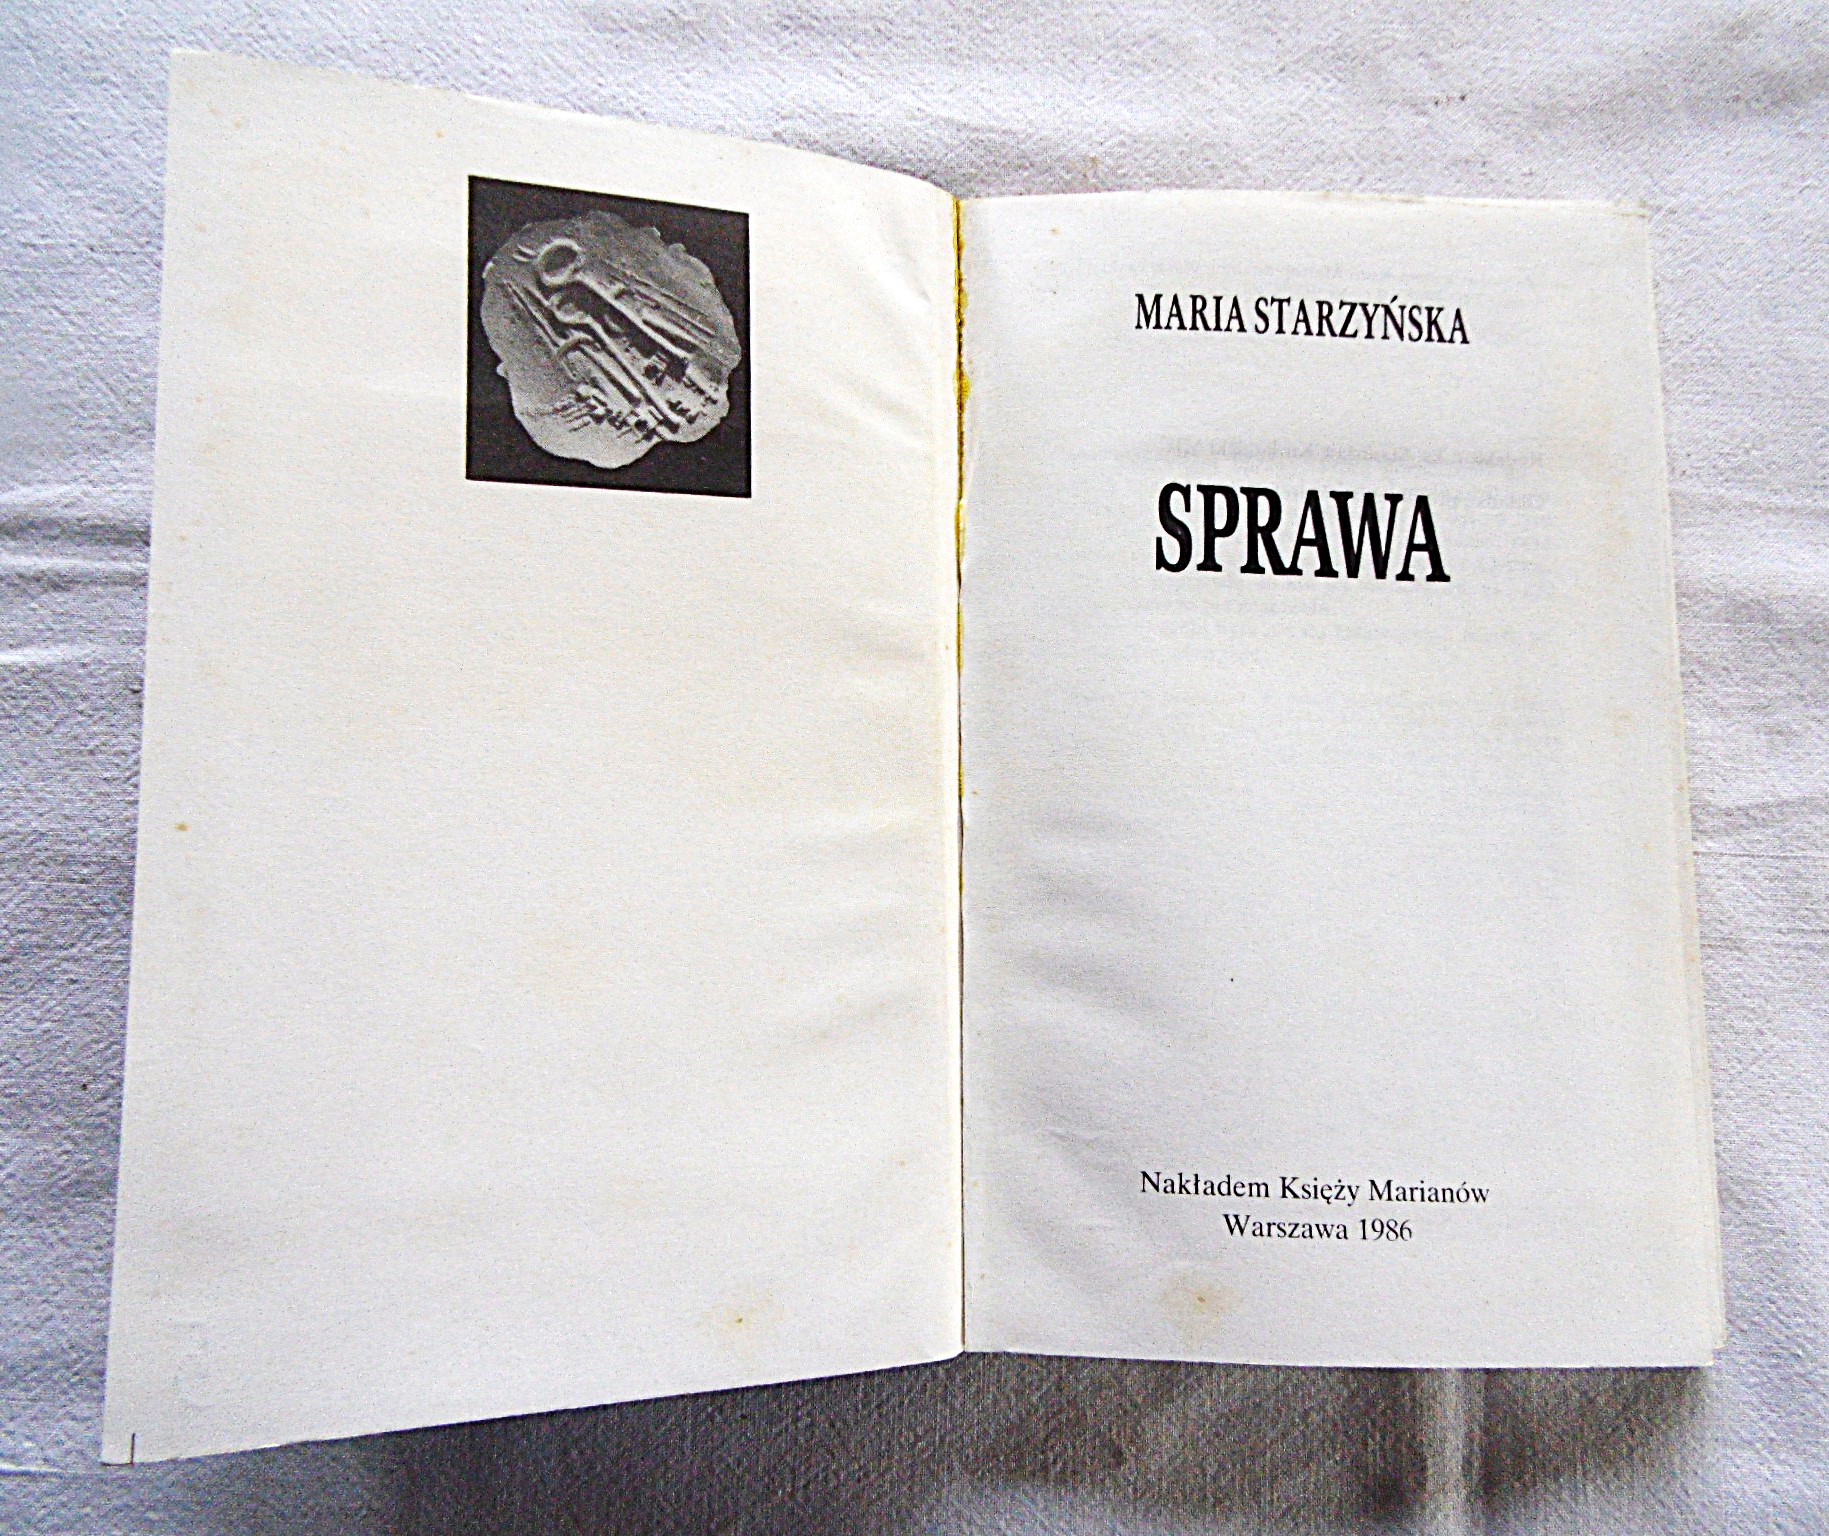 MARIA STARZYŃSKA
SPRAWA
Nakładem Księży Marianów
Warszawa 1986